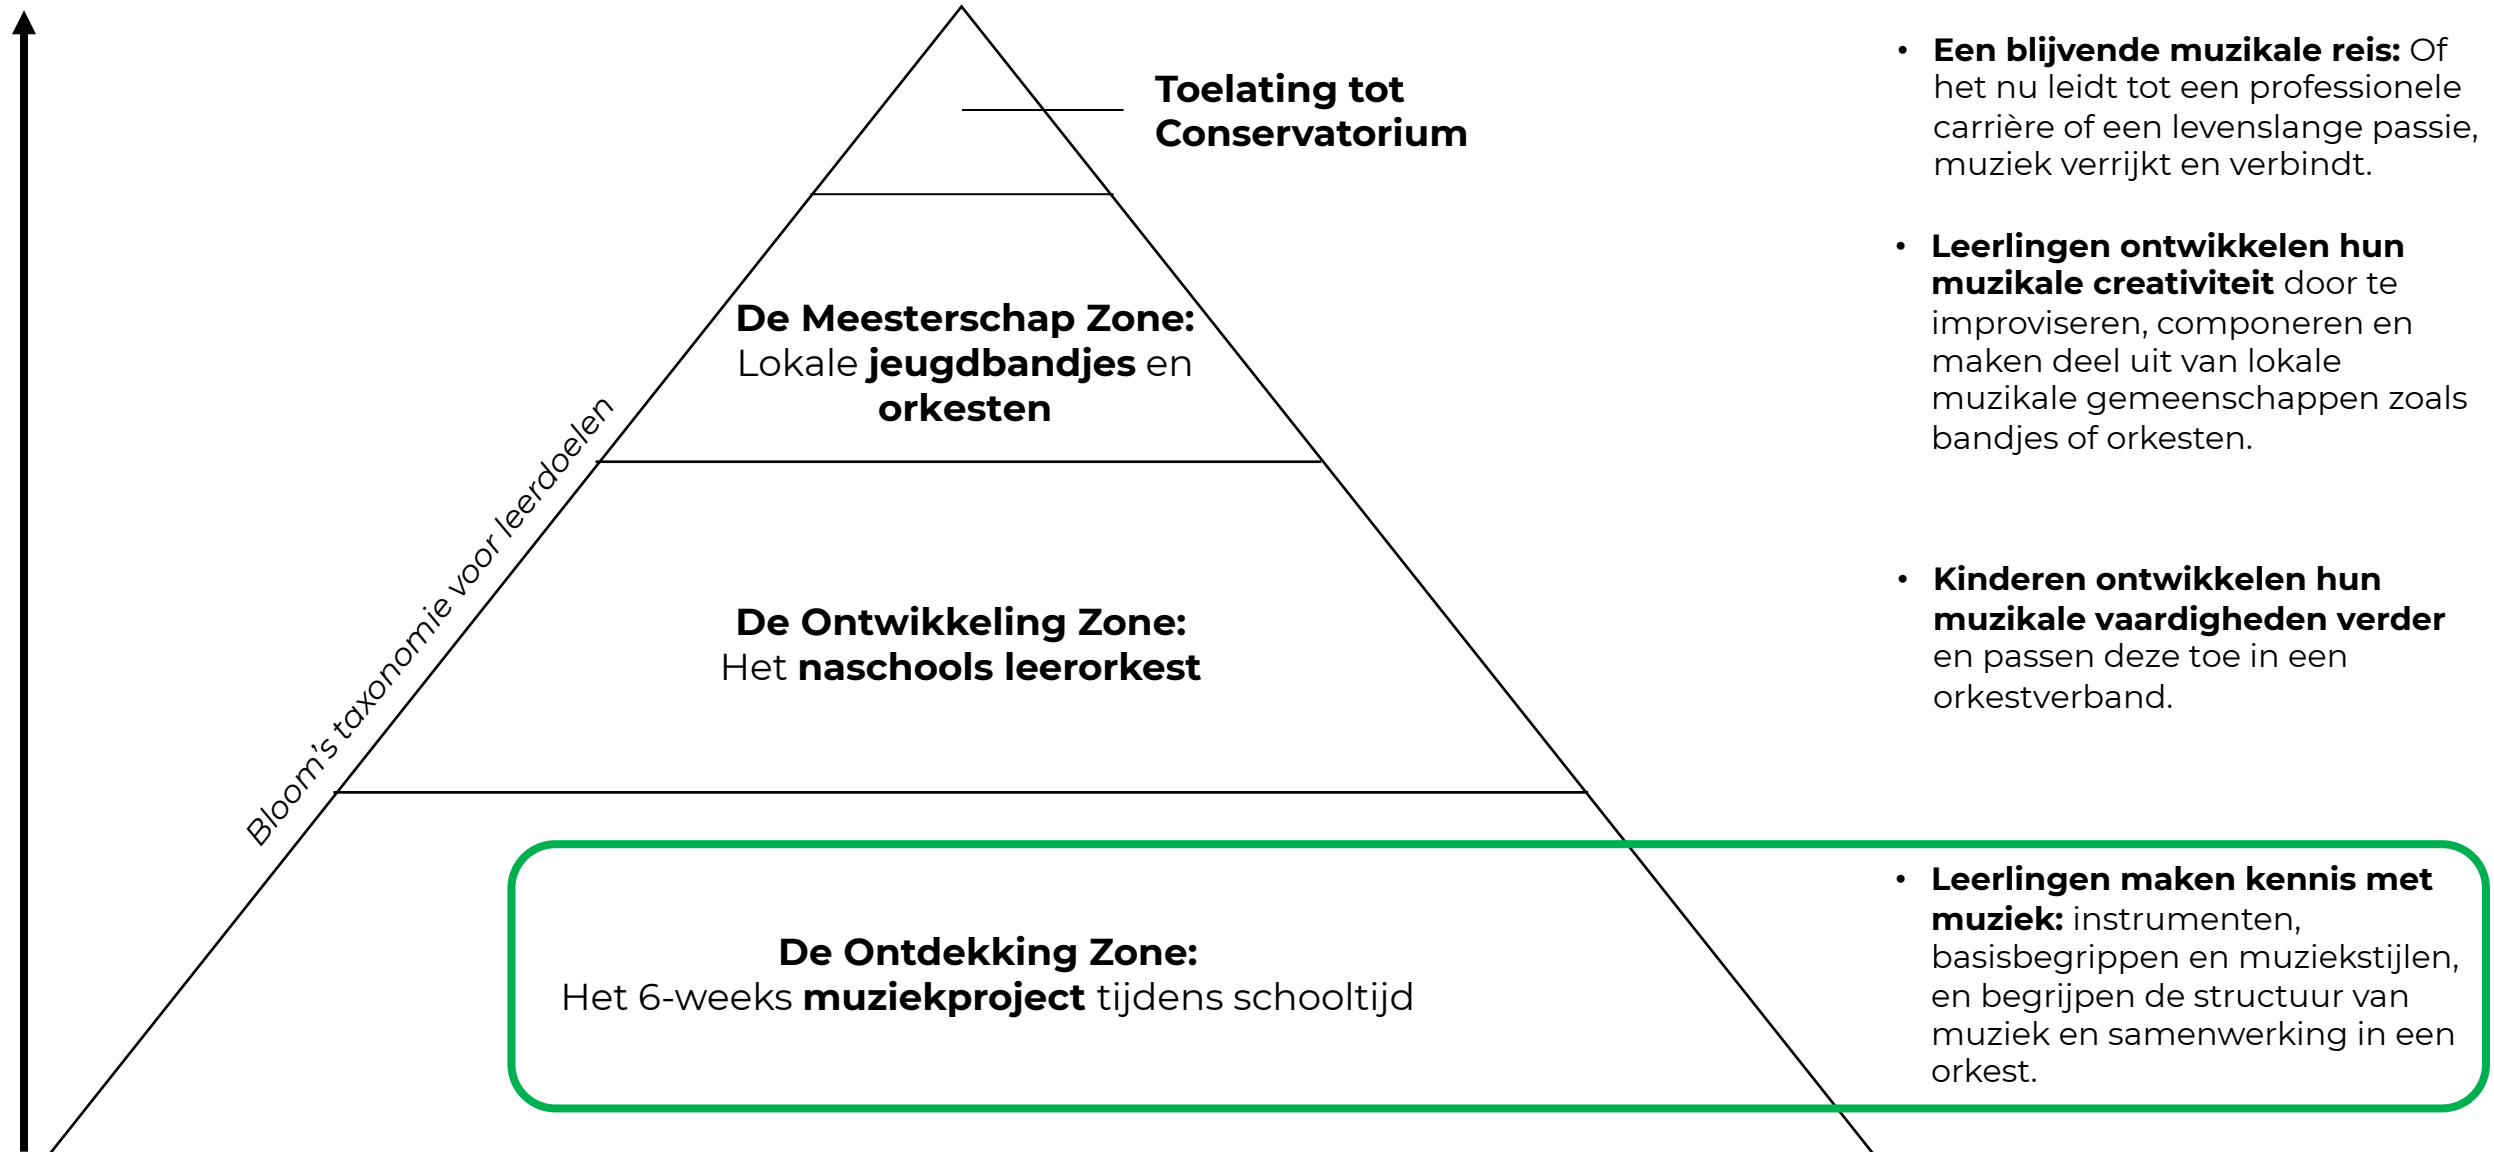 Toelating tot
Conservatorium
• Een blijvende muzikale reis: Of
het nu leidt tot een professionele
carrière of een levenslange passie,
muziek verrijkt en verbindt.
De Meesterschap Zone:
Lokale jeugdbandjes en
orkesten
• Leerlingen ontwikkelen hun
muzikale creativiteit door te
improviseren, componeren en
maken deel uit van lokale
muzikale gemeenschappen zoals
bandjes of orkesten.
Bloom’s taxonomie voor leerdoelen
De Ontwikkeling Zone:
Het naschools leerorkest
• Kinderen ontwikkelen hun
muzikale vaardigheden verder
en passen deze toe in een
orkestverband.
De Ontdekking Zone:
Het 6-weeks muziekproject tijdens schooltijd
• Leerlingen maken kennis met
muziek: instrumenten,
basisbegrippen en muziekstijlen,
en begrijpen de structuur van
muziek en samenwerking in een
orkest.